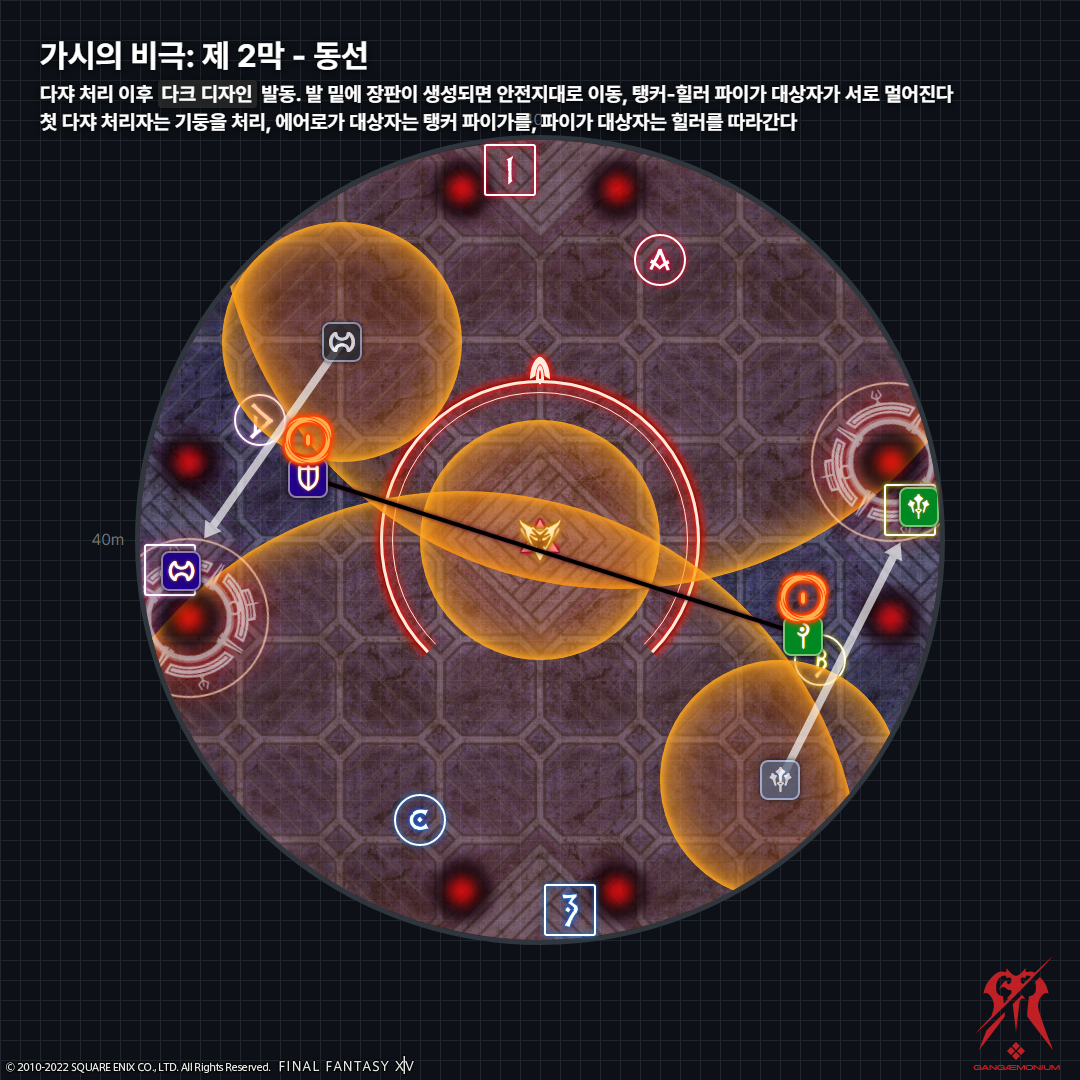 가시의 비극: 제 2막 - 동선
다쟈 처리 이후 다크 디자인 발동. 발 밑에 장판이 생성되면 안전지대로 이동, 탱커-힐러 파이가 대상자가 서로 멀어진다
첫 다쟈 처리자는 기둥을 처리, 에어로가 대상자는 탱커 파이가를, 파이가 대상자는 힐러를 따라간다
1
A
40m
B
C
3
© 2010-2022 SQUARE ENIX CO., LTD. All Rights Reserved. FINAL FANTASY XIV
GANGÆMONIUM